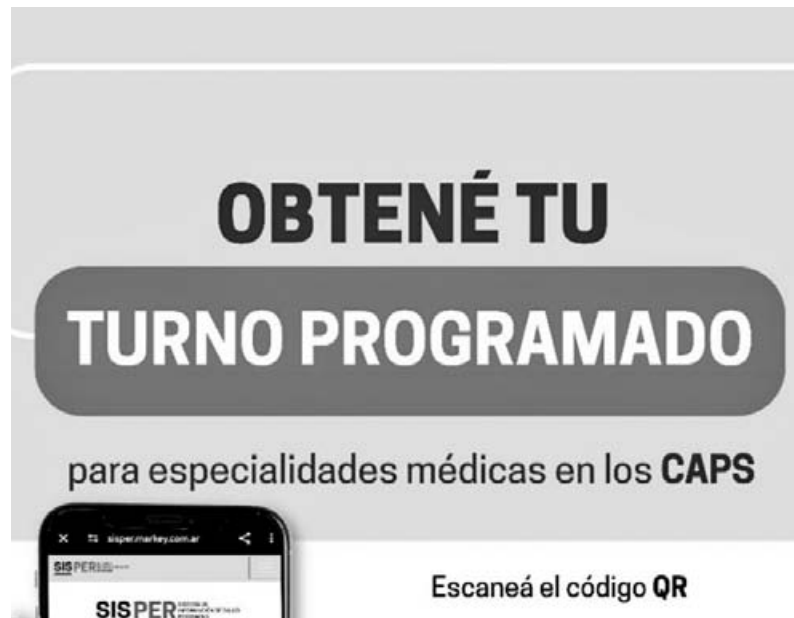 OBTENÉ TU
TURNO PROGRAMADO
para especialidades médicas en los CAPS
sisper.markey.com.ar
SISPER
Escaneá el código QR
SISPER